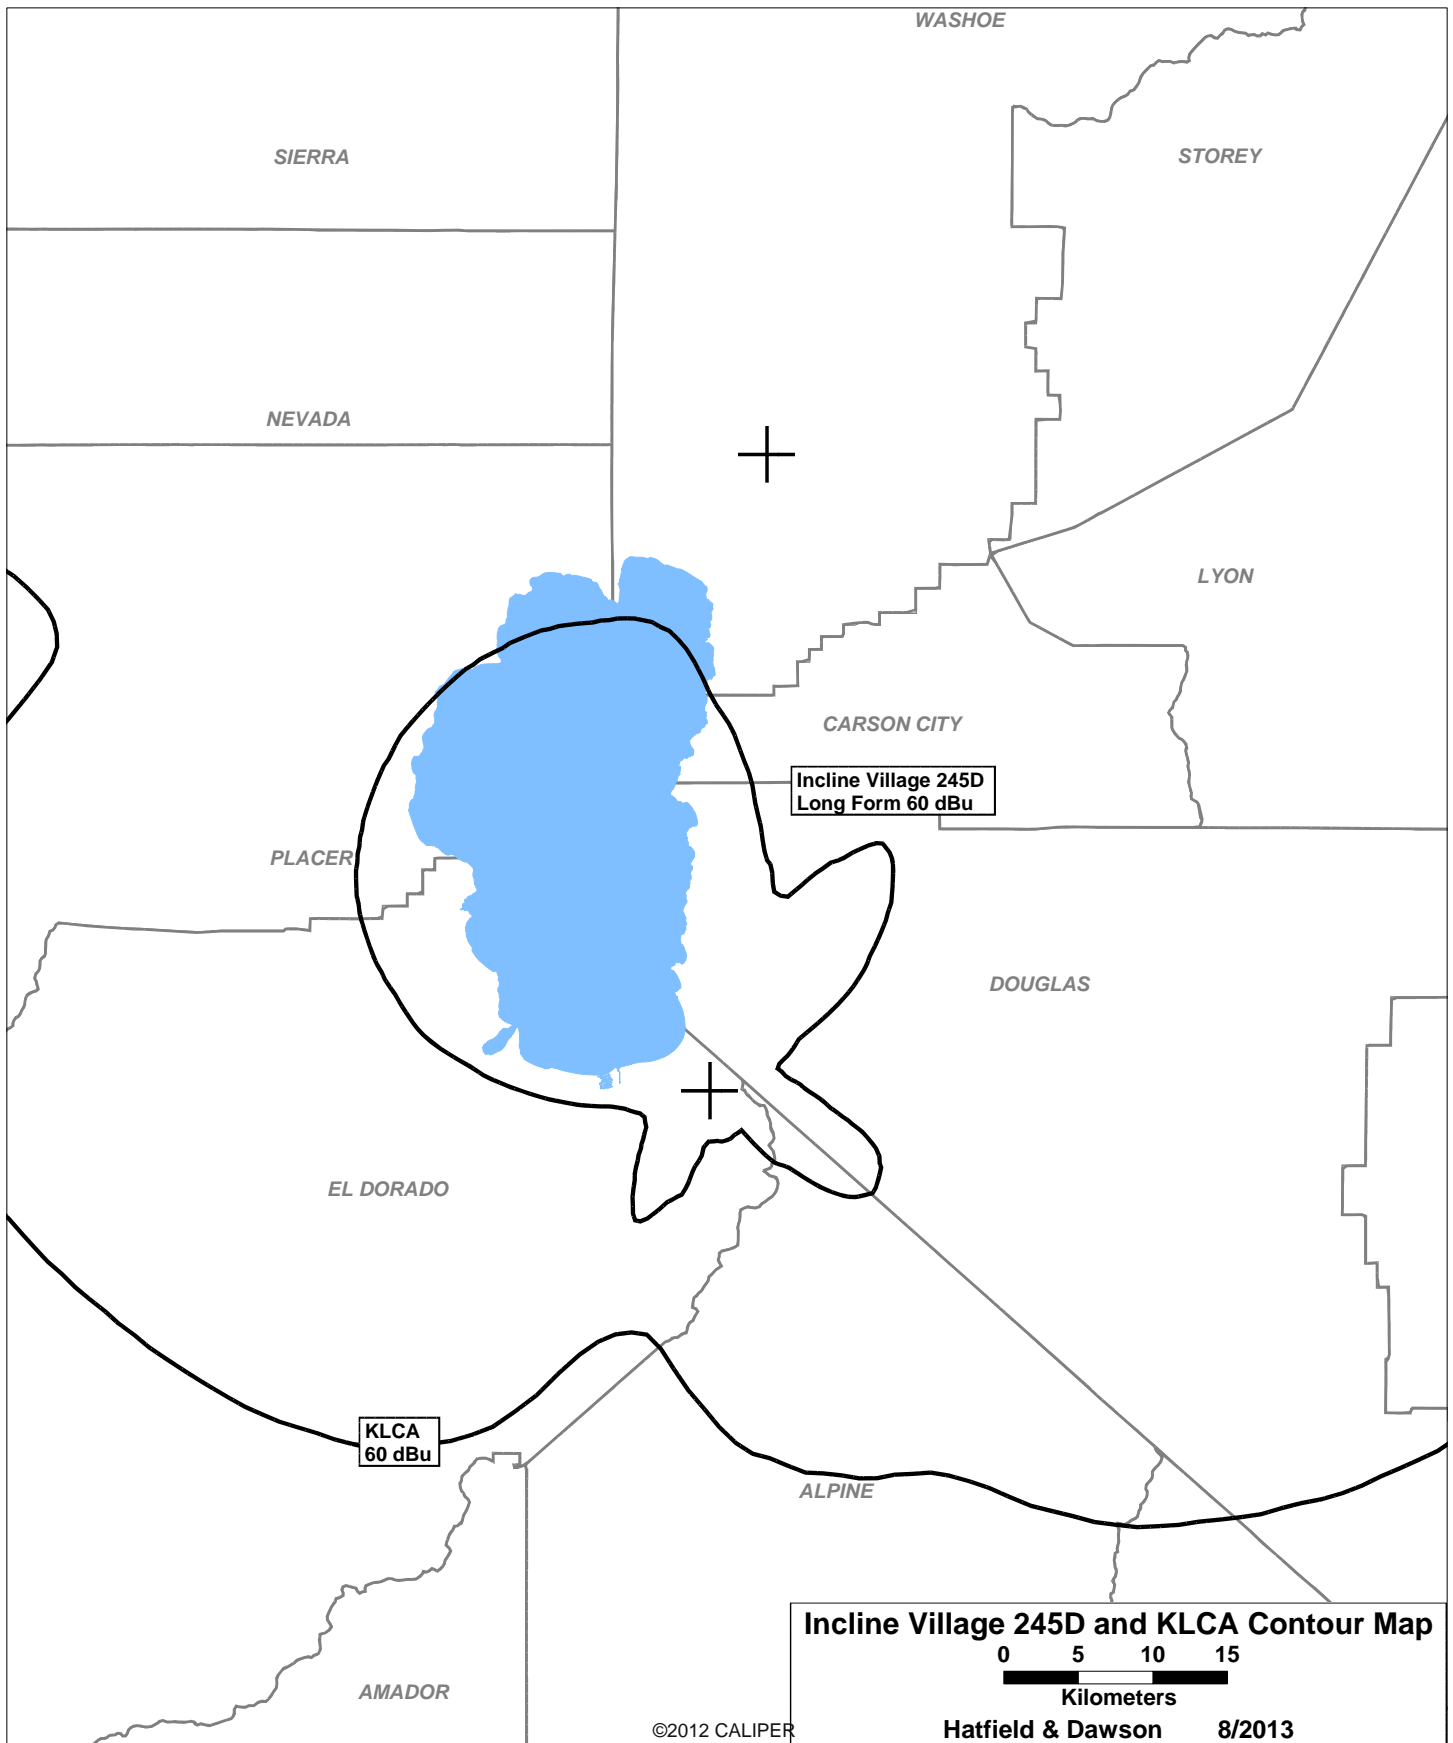 WASHOE
SIERRA
STOREY
NEVADA
LYON
CARSON CITY
Incline Village 245D
Long Form 60 dBu
PLACER
DOUGLAS
EL DORADO
KLCA
60 dBu
ALPINE
AMADOR
Incline Village 245D and KLCA Contour Map
0 5 10 15
Kilometers
©2012 CALIPER
Hatfield & Dawson 8/2013